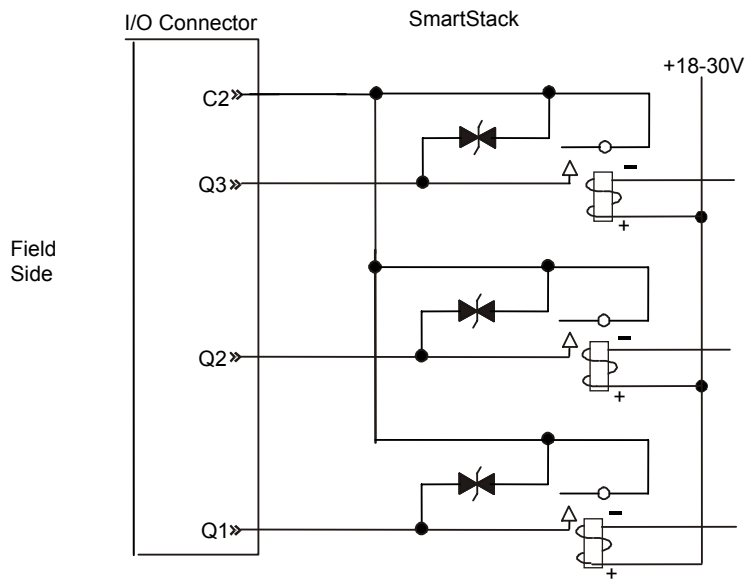 I/O Connector
SmartStack
+18-30V
C2
Q3
−
+
Field
Side
Q2
−
+
Q1
−
+